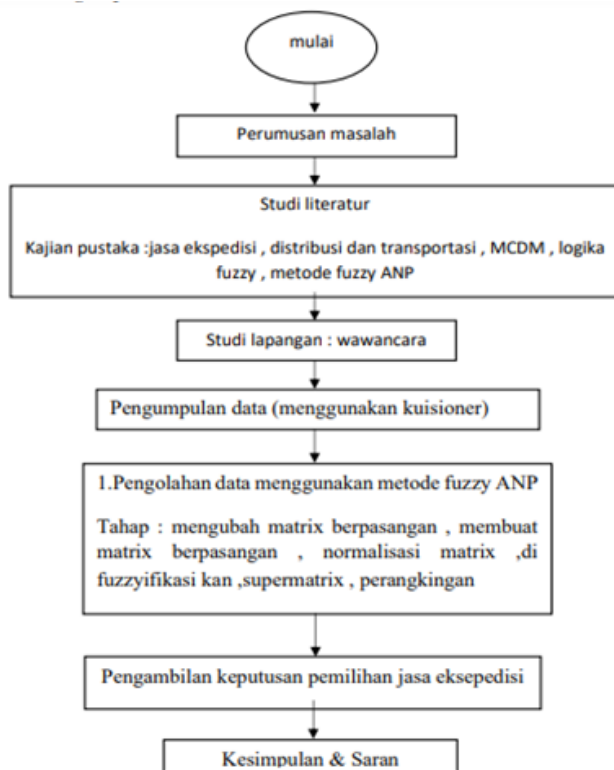 mulai
Perumusan masalah
Studi literatur
Kajian pustaka :jasa ekspedisi , distribusi dan transportasi , MCDM , logika
fuzzy , metode fuzzy ANP
Studi lapangan : wawancara
Pengumpulan data (menggunakan kuisioner)
1.Pengolahan data menggunakan metode fuzzy ANP
Tahap : mengubah matrix berpasangan , membuat
matrix berpasangan , normalisasi matrix ,di
fuzzyifikasi kan ,supermatrix , perangkingan
Pengambilan keputusan pemilihan jasa eksepedisi
Kesimpulan & Saran